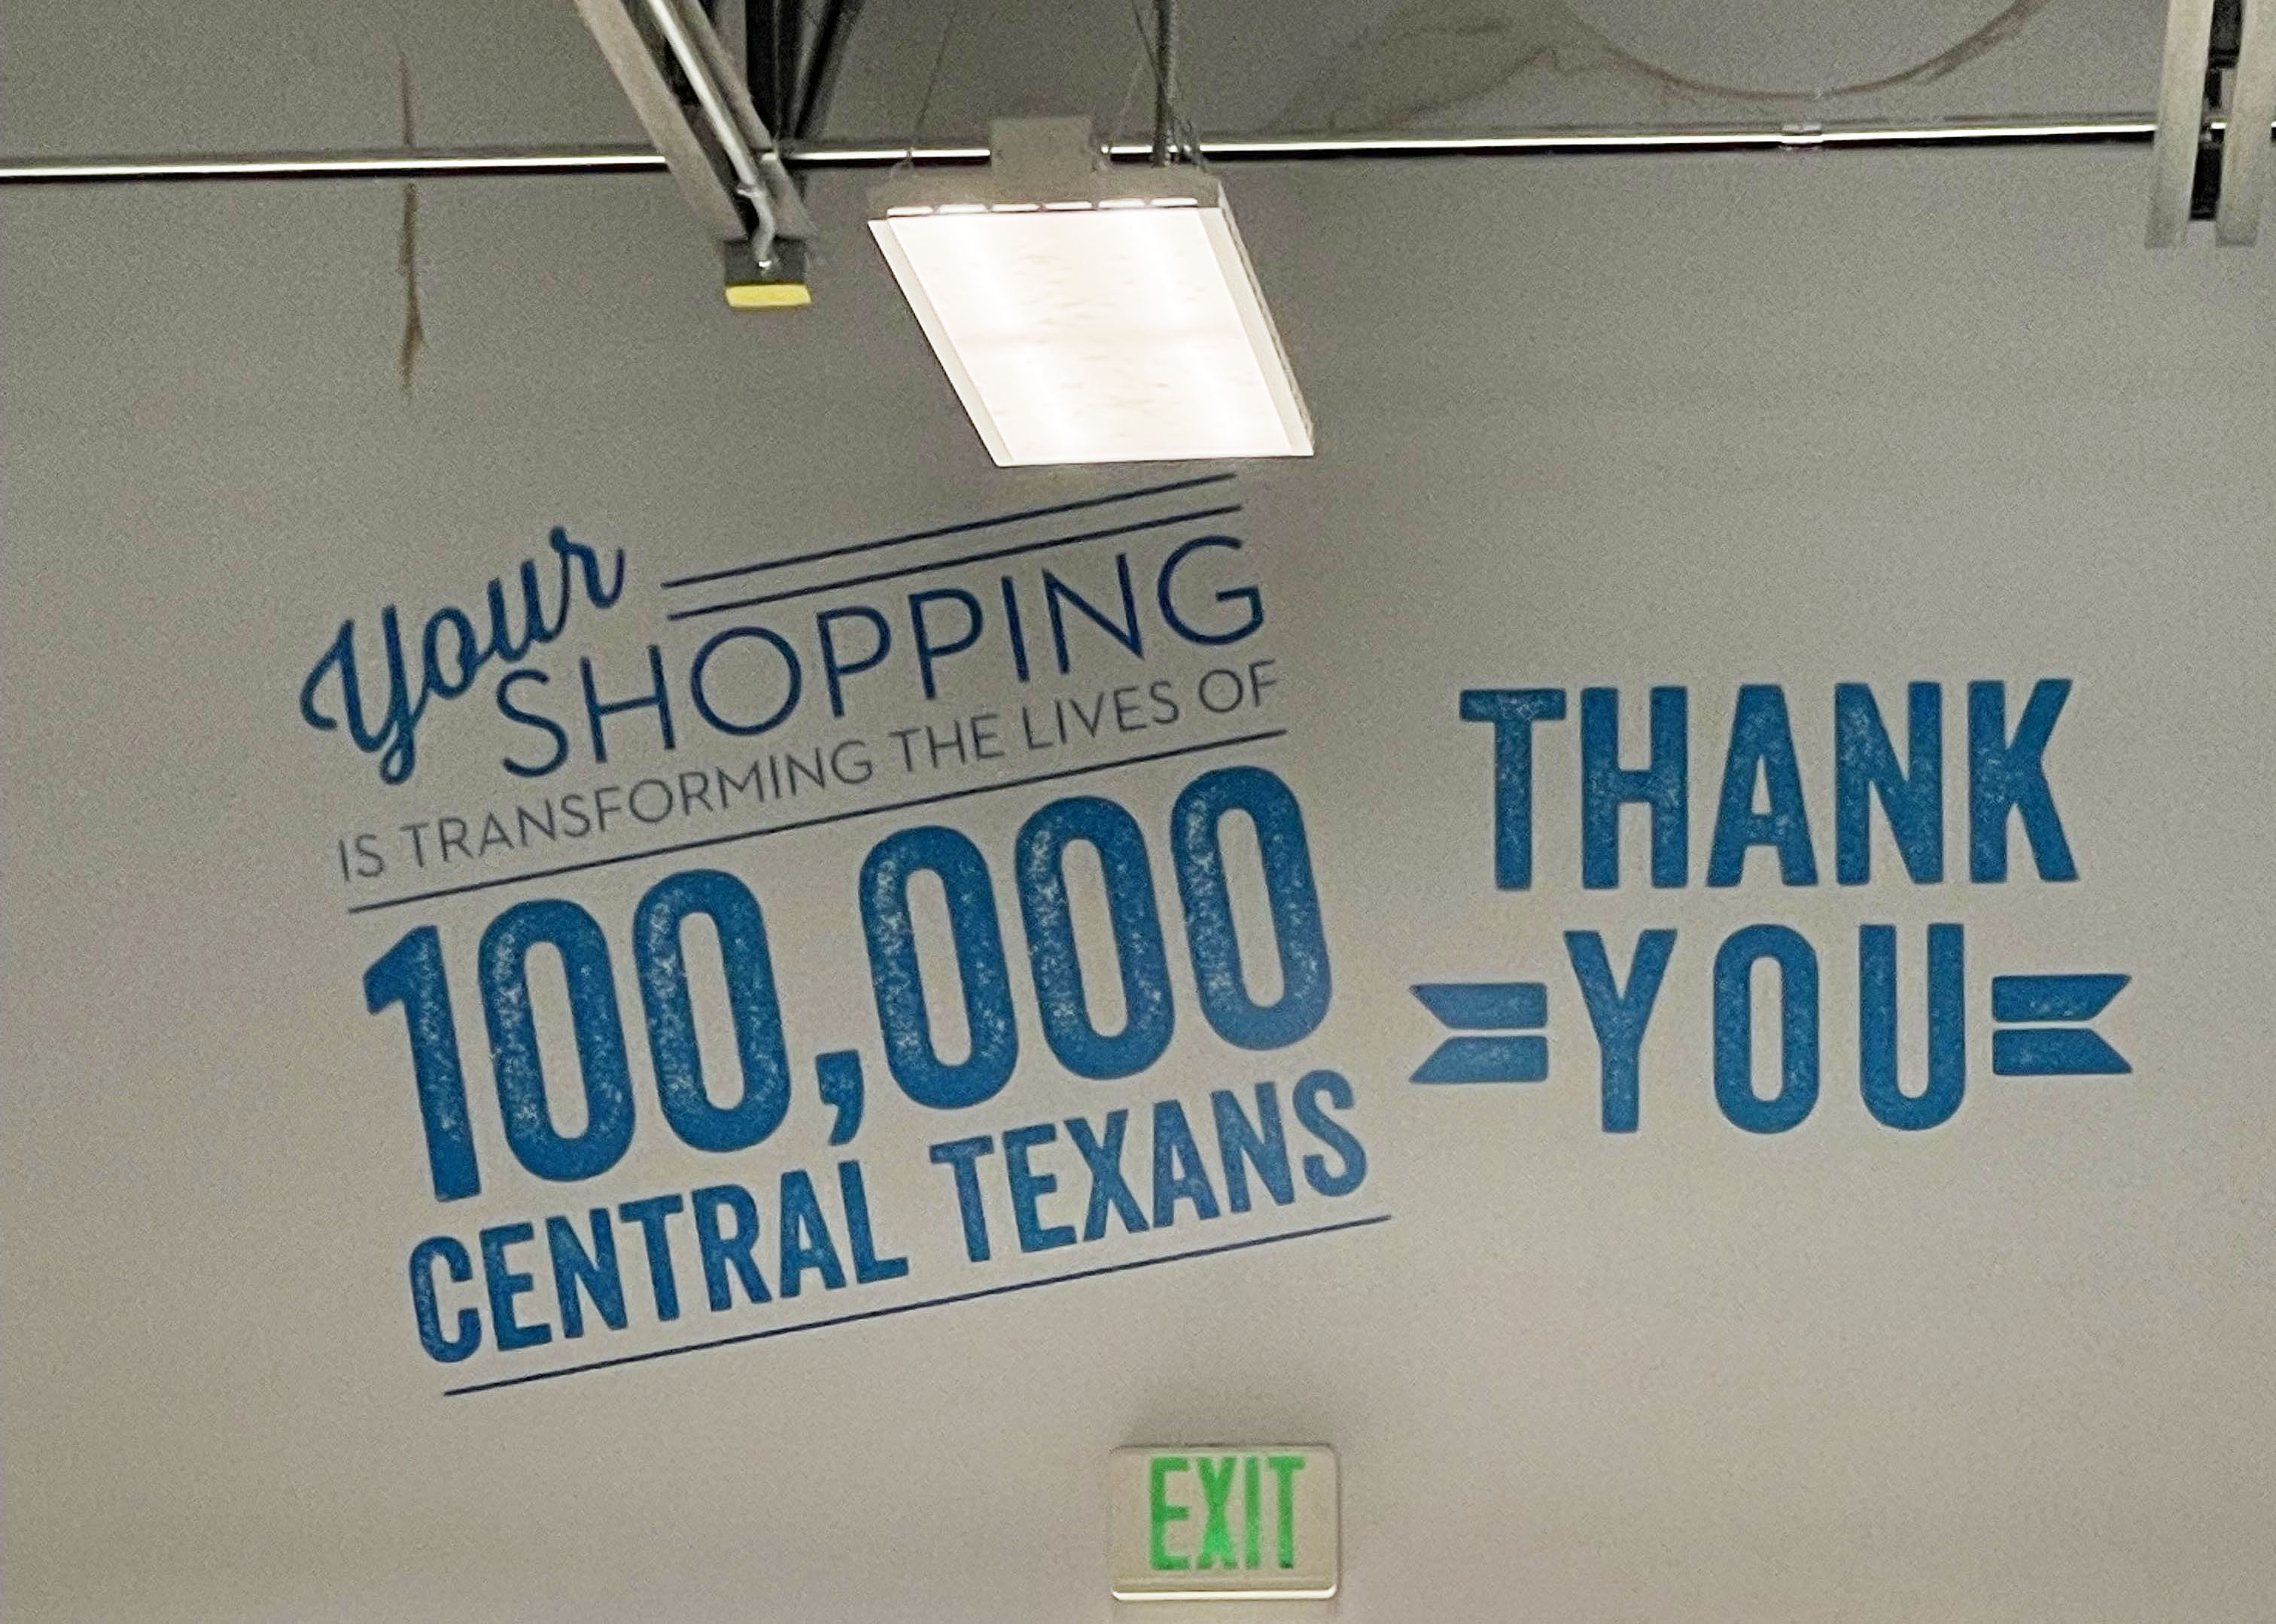 Your
SHOPPING
IS TRANSFORMING THE LIVES OF
100,000
CENTRAL TEXANS
THANK
YOU
EXIT